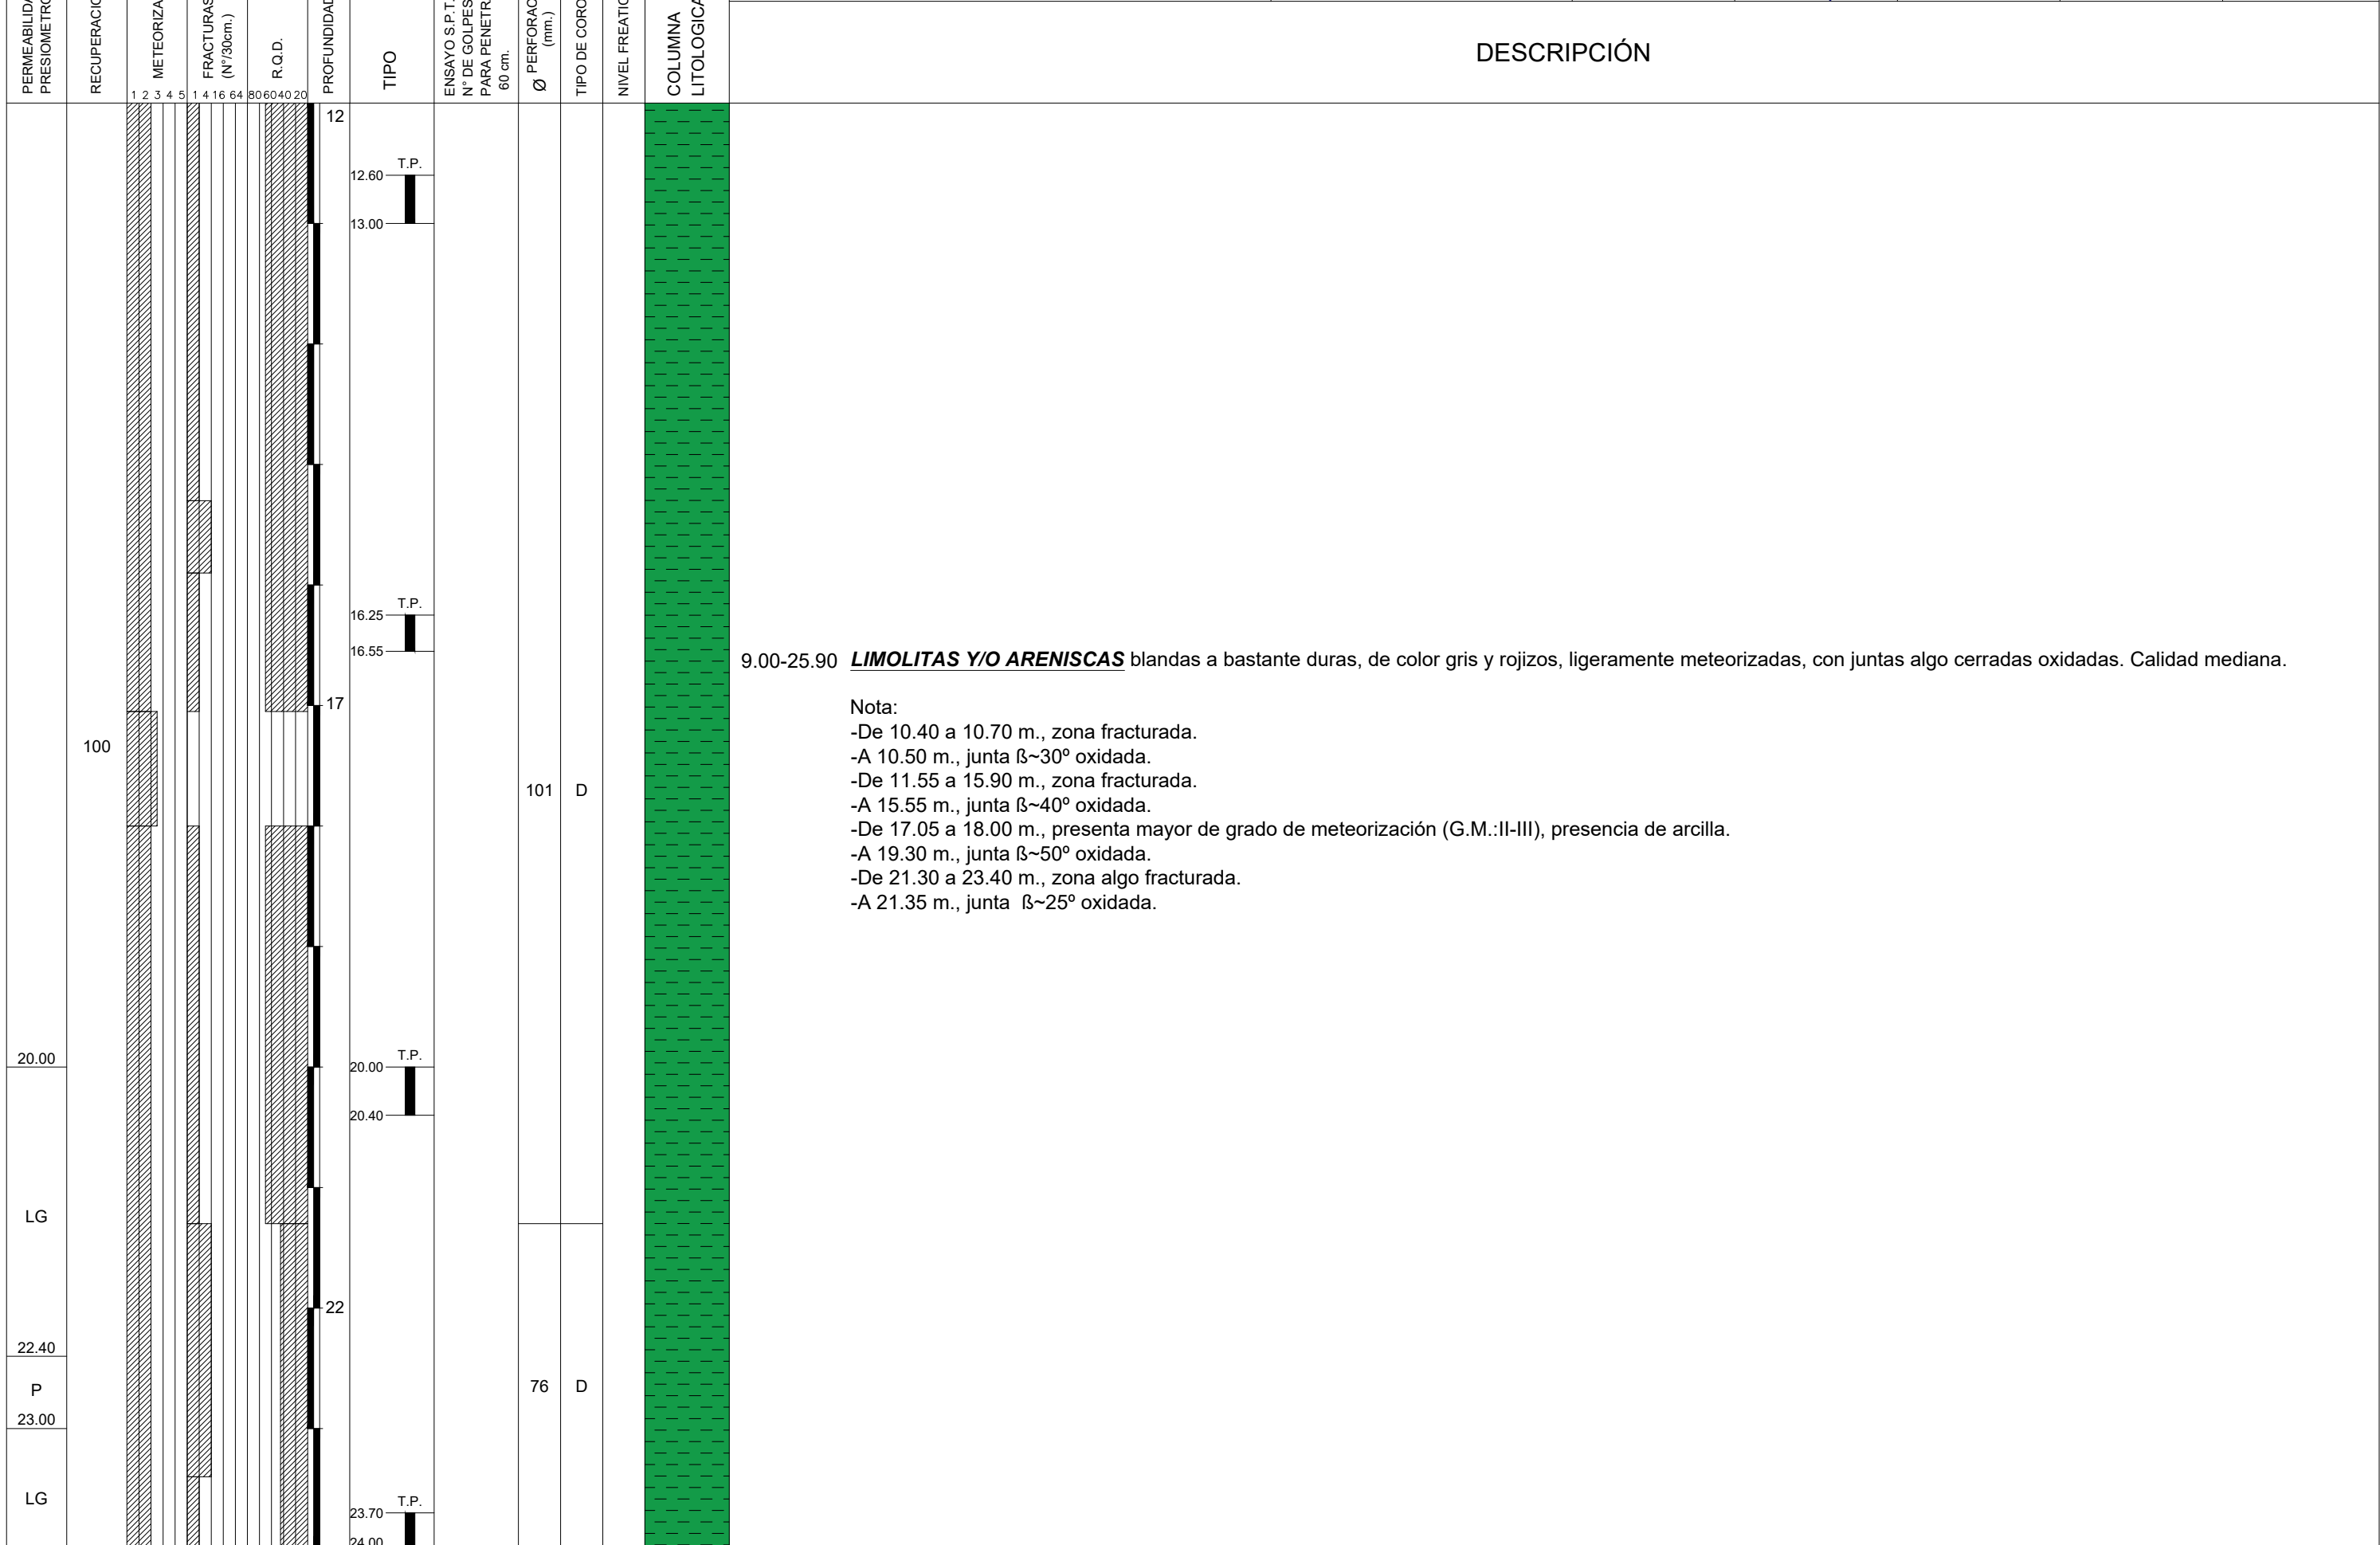 PRESIOMETRO
METEORIZA
FRACTURAS
(N°/30cm.)
R.Q.D.
PROFUNDIDAD
TIPO
ENSAYO S.P.T.
N° DE GOLPES
PARA PENETR
60 cm.
Ø PERFORAC
(mm.)
TIPO DE CORO
COLUMNA
LITOLOGICA
DESCRIPCIÓN
1 2 3 4 5 1 4 16 64 80 60 40 20
12
T.P.
12.60
13.00
T.P.
16.25
16.55
9.00-25.90 LIMOLITAS Y/O ARENISCAS blandas a bastante duras, de color gris y rojizos, ligeramente meteorizadas, con juntas algo cerradas oxidadas. Calidad mediana.
17
Nota:
-De 10.40 a 10.70 m., zona fracturada.
100
-A 10.50 m., junta ß~30º oxidada.
-De 11.55 a 15.90 m., zona fracturada.
101 D
-A 15.55 m., junta ß~40º oxidada.
-De 17.05 a 18.00 m., presenta mayor de grado de meteorización (G.M.:II-III), presencia de arcilla.
-A 19.30 m., junta ß~50º oxidada.
-De 21.30 a 23.40 m., zona algo fracturada.
-A 21.35 m., junta ß~25º oxidada.
20.00
T.P.
20.00
20.40
LG
22
22.40
P
76 D
23.00
LG
T.P.
23.70
24.00